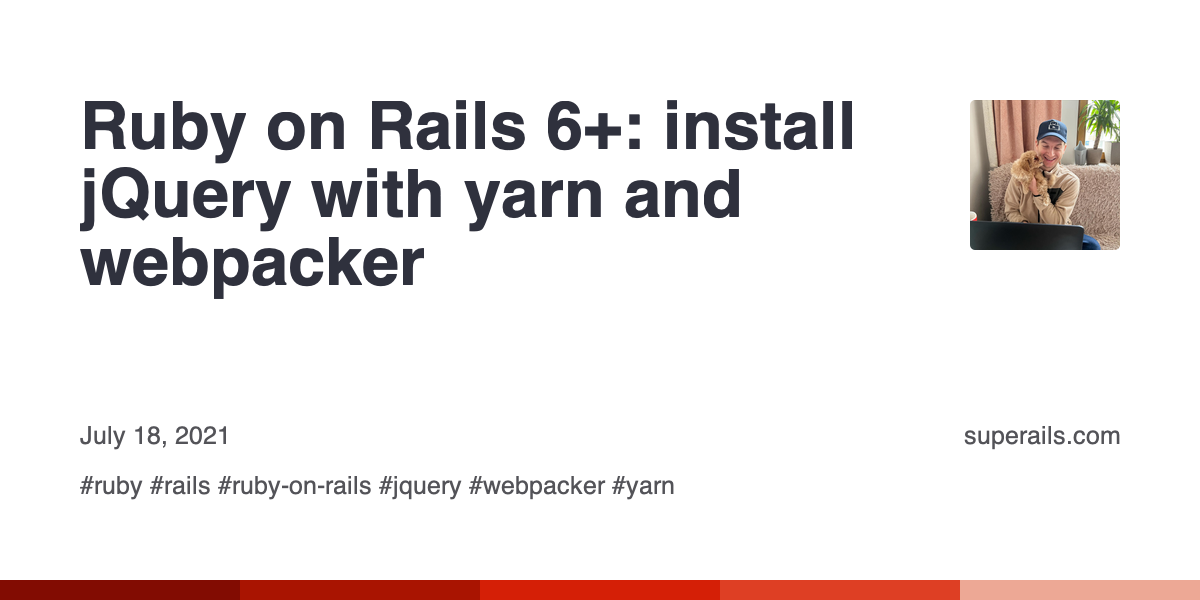 Ruby on Rails 6+: install
jQuery with yarn and
webpacker
July 18, 2021
superails.com
#ruby #rails #ruby-on-rails #jquery #webpacker #yarn